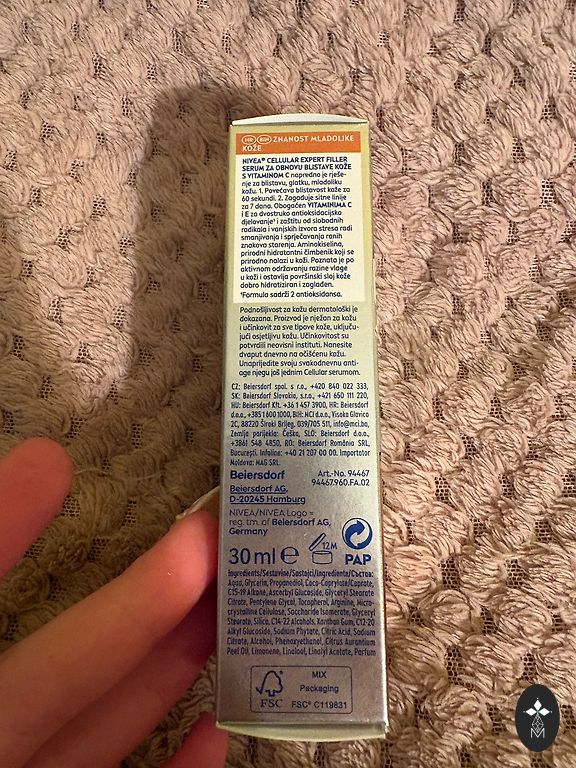 HR BIH ZNANOST MLADOLIKE
KOŽE
NIVEA® CELLULAR EXPERT FILLER
SERUM ZA OBNOVU BLISTAVE KOŽE
S VITAMINOM C napredno je rješe-
nje za blistavu, glatku, mladoliku
kožu. 1. Povećava blistavost kože za
60 sekundi. 2. Zaglađuje sitne linije
za 7 dana. Obogaćen VITAMINIMA C
i E za dvostruko antioksidacijsko
djelovanje¹ i zaštitu od slobodnih
radikala i vanjskih izvora stresa radi
smanjivanja i sprječavanja ranih
znakova starenja. Aminokiselina,
prirodni hidratantni čimbenik koji se
prirodno nalazi u koži. Poznata je po
aktivnom održavanju razine vlage
u koži i ostavlja površinski sloj kože
dobro hidratiziran i zaglađen.
¹Formula sadrži 2 antioksidansa.
Podnošljivost za kožu dermatološki je
dokazana. Proizvod je nježan za kožu
i učinkovit za sve tipove kože, uključu-
jući osjetljivu kožu. Učinkovitost su
potvrdili neovisni instituti. Nanesite
dvaput dnevno na očišćenu kožu.
Unaprijedite svoju svakodnevnu anti-
age njegu još jednim Cellular serumom.
CZ: Beiersdorf spol. s r.o., +420 840 022 333,
SK: Beiersdorf Slovakia, s.r.o., +421 650 111 220,
HU: Beiersdorf Kft. +36 1 457 3900, HR: Beiersdorf
d.o.o., +385 1 600 1000, BIH: MCI d.o.o., Visoka Glavica
2C, 88220 Široki Brijeg, 039/705 511, info@mci.ba,
Zemlja porijekla: Češka, SLO: Beiersdorf d.o.o.,
+3861 548 4850, RO: Beiersdorf România SRL,
București. Infoline: +40 21 207 00 00. Importator
Moldova: MAG SRL.
Beiersdorf Art.-No. 94467
Beiersdorf AG, 94467.960.FA.02
D-20245 Hamburg
NIVEA/NIVEA Logo =
reg. t.m. of Beiersdorf AG,
Germany
30 ml e 12M PAP
Ingredients/Sestavine/Sastojci/Ingrediente/Състав:
Aqua, Glycerin, Propanediol, Coco-Caprylate/Caprate,
C15-19 Alkane, Ascorbyl Glucoside, Glyceryl Stearate
Citrate, Pentylene Glycol, Tocopherol, Arginine, Micro-
crystalline Cellulose, Saccharide Isomerate, Glyceryl
Stearate, Silica, C14-22 Alcohols, Xanthan Gum, C12-20
Alkyl Glucoside, Sodium Phytate, Citric Acid, Sodium
Citrate, Alcohol, Phenoxyethanol, Citrus Aurantium
Peel Oil, Limonene, Linalool, Linalyl Acetate, Parfum
FSC
MIX
Packaging
FSC® C119831
M